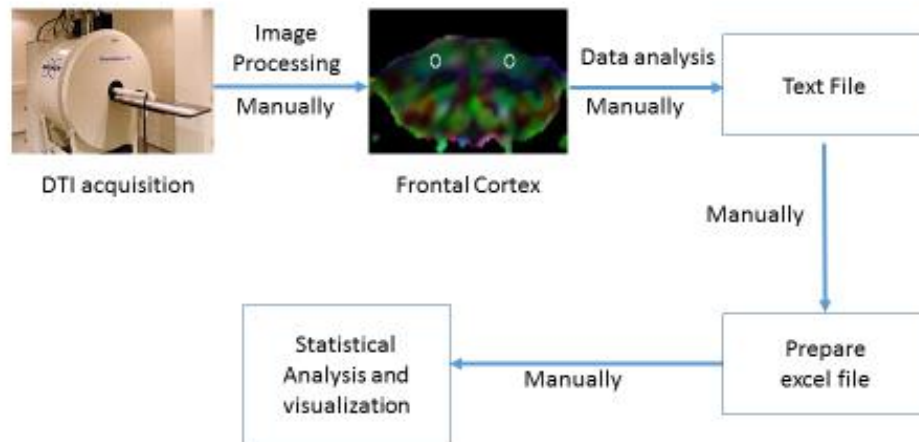 Image
Processing
Manually
Data analysis
Manually
Text File
DTI acquisition
Frontal Cortex
Manually
Prepare
excel file
Manually
Statistical
Analysis and
visualization